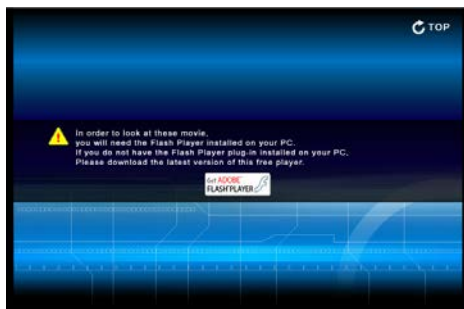 TOP
In order to look at these movie,
you will need the Flash Player installed on your PC.
If you do not have the Flash Player plug-in installed on your PC,
Please download the latest version of this free player.
Get ADOBE
FLASH PLAYER